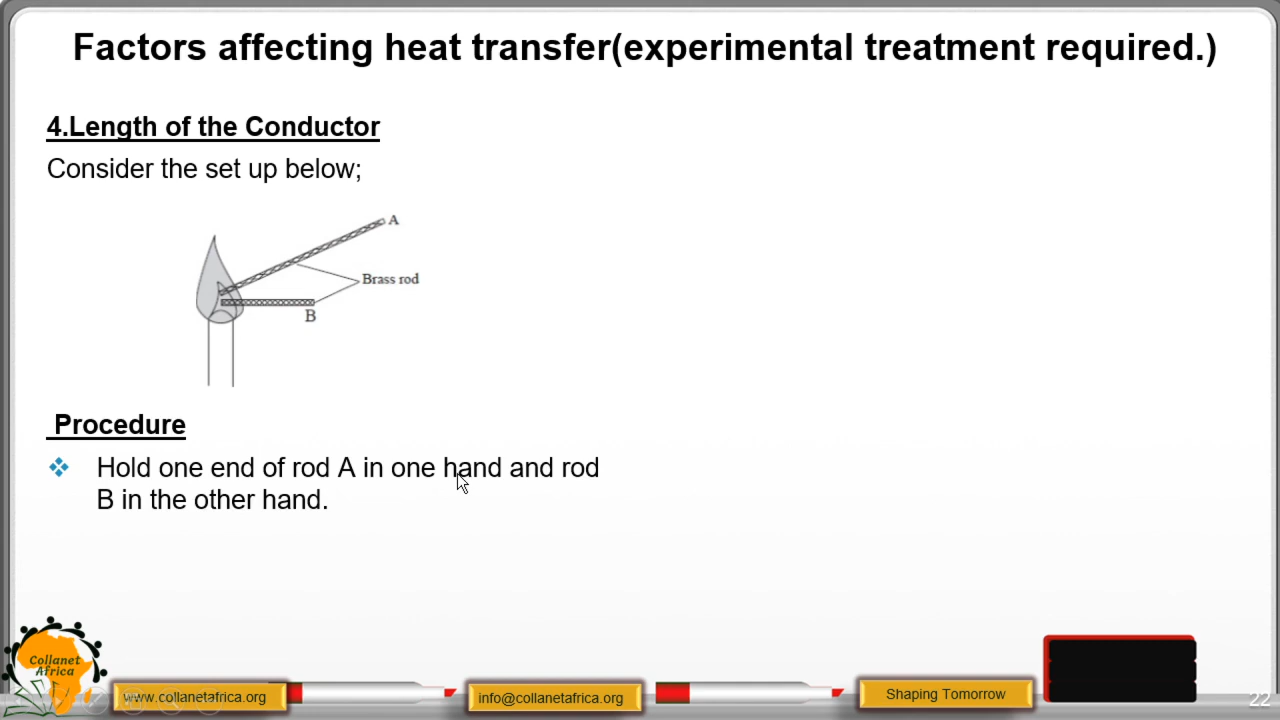 Factors affecting heat transfer(experimental treatment required.)
4.Length of the Conductor
Consider the set up below;
A
Brass rod
B
Procedure
Hold one end of rod A in one hand and rod
B in the other hand.
Collanet
Africa
www.collanetafrica.org
info@collanetafrica.org
Shaping Tomorrow
22